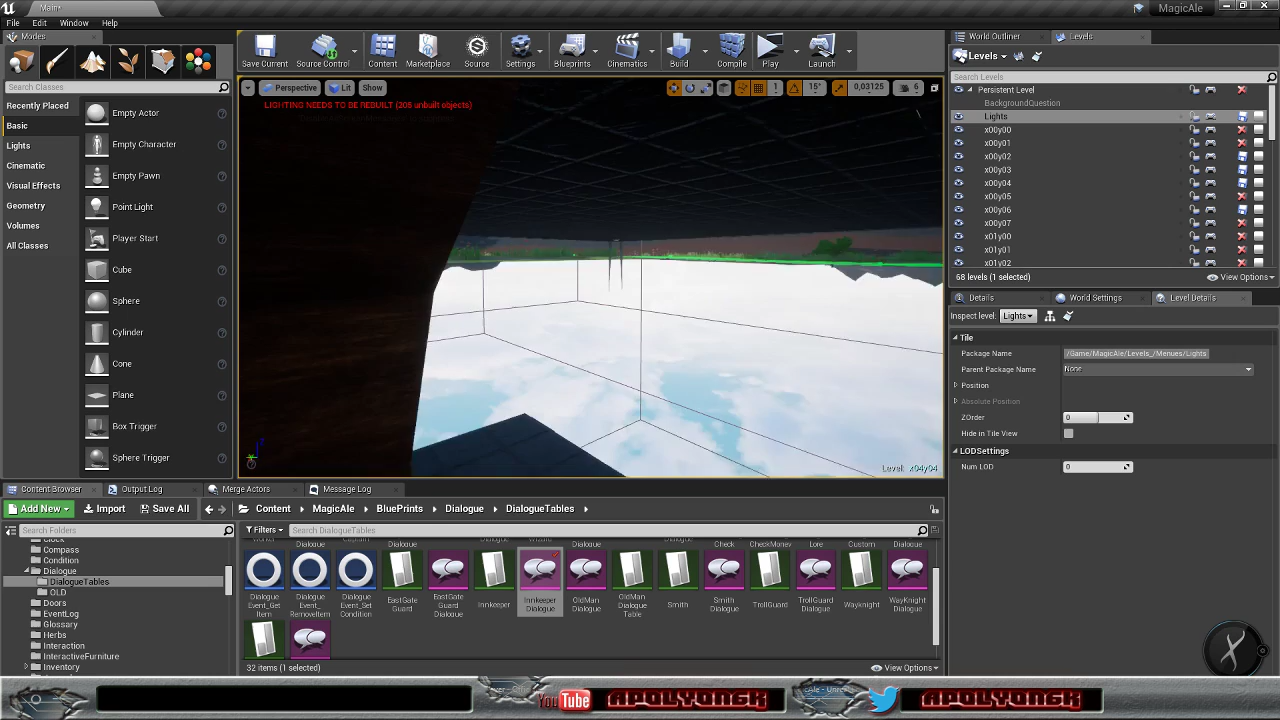 Main*
MagicAle
File Edit Window Help
Modes
Search Classes
Recently Placed
Basic
Lights
Cinematic
Visual Effects
Geometry
Volumes
All Classes
Empty Actor
Empty Character
Empty Pawn
Point Light
Player Start
Cube
Sphere
Cylinder
Cone
Plane
Box Trigger
Sphere Trigger
Save Current
Source Control
Content
Marketplace
Source
Settings
Blueprints
Cinematics
Build
Compile
Play
Launch
Perspective Lit Show
1 15° 0,03125 6
LIGHTING NEEDS TO BE REBUILT (205 unbuilt objects)
Level: x04y04
World Outliner Levels
Levels
Search Levels
Persistent Level
BackgroundQuestion
Lights
x00y00
x00y01
x00y02
x00y03
x00y04
x00y05
x00y06
x00y07
x01y00
x01y01
x01y02
68 levels (1 selected)
View Options
Details World Settings Level Details
Inspect level: Lights
Tile
Package Name /Game/MagicAle/Levels_/Menues/Lights
Parent Package Name None
Position
Absolute Position
ZOrder 0
Hide in Tile View
LODSettings
Num LOD 0
Content Browser Output Log Merge Actors Message Log
Add New Import Save All Content MagicAle BluePrints Dialogue DialogueTables
Search Folders
Filters Search DialogueTables
Clock
Compass
Condition
Dialogue
DialogueTables
OLD
Doors
EventLog
Glossary
Herbs
Interaction
InteractiveFurniture
Inventory
Dialogue Dialogue Dialogue Check CheckMoney Lore Custom Dialogue
Dialogue Event_Get Item
Dialogue Event_ RemoveItem
Dialogue Event_Set Condition
EastGate Guard
EastGate Guard Dialogue
Innkeeper
Innkeeper Dialogue
OldMan Dialogue
OldMan Dialogue Table
Smith
Smith Dialogue
TrollGuard
TrollGuard Dialogue
Wayknight
WayKnight Dialogue
32 items (1 selected)
View Options
YouTube APOLYONGK APOLYONGK